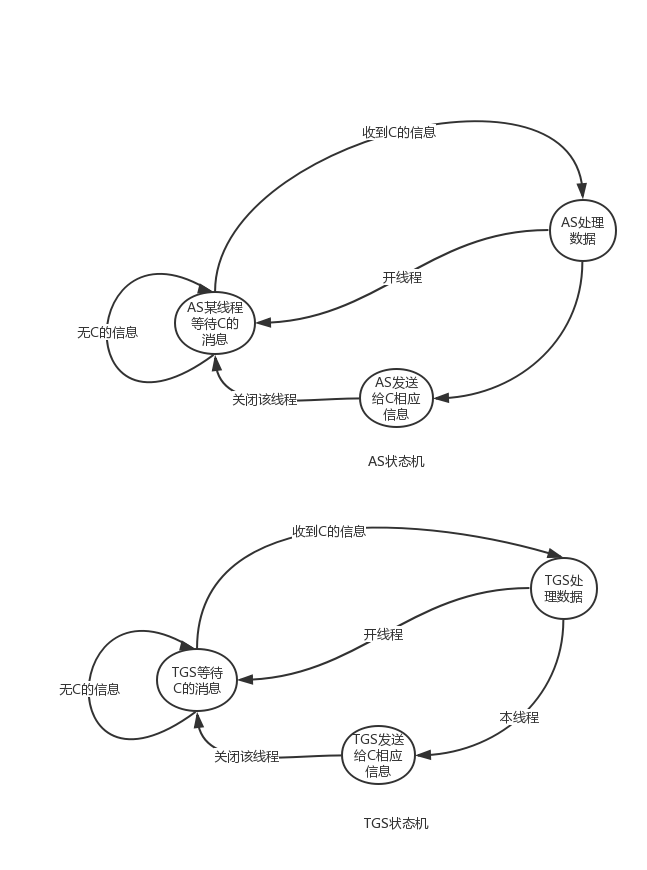 收到C的信息
AS处理
数据
开线程
AS某线程
等待C的
消息
无C的信息
AS发送
给C相应
信息
关闭该线程
AS状态机
收到C的信息
TGS处
理数据
开线程
TGS等待
C的消息
无C的信息
本线程
TGS发送
给C相应
信息
关闭该线程
TGS状态机